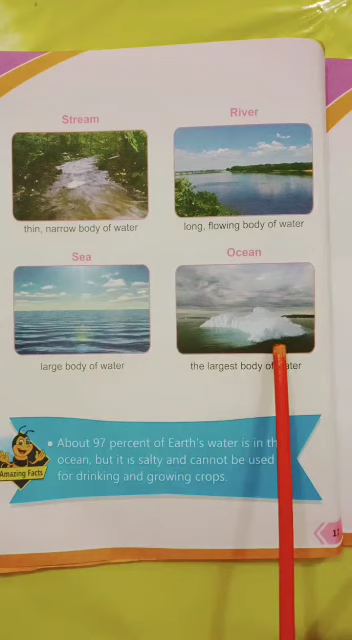 Stream
River
thin, narrow body of water
long, flowing body of water
Sea
Ocean
large body of water
the largest body of water
Amazing Facts
• About 97 percent of Earth's water is in the
ocean, but it is salty and cannot be used
for drinking and growing crops.